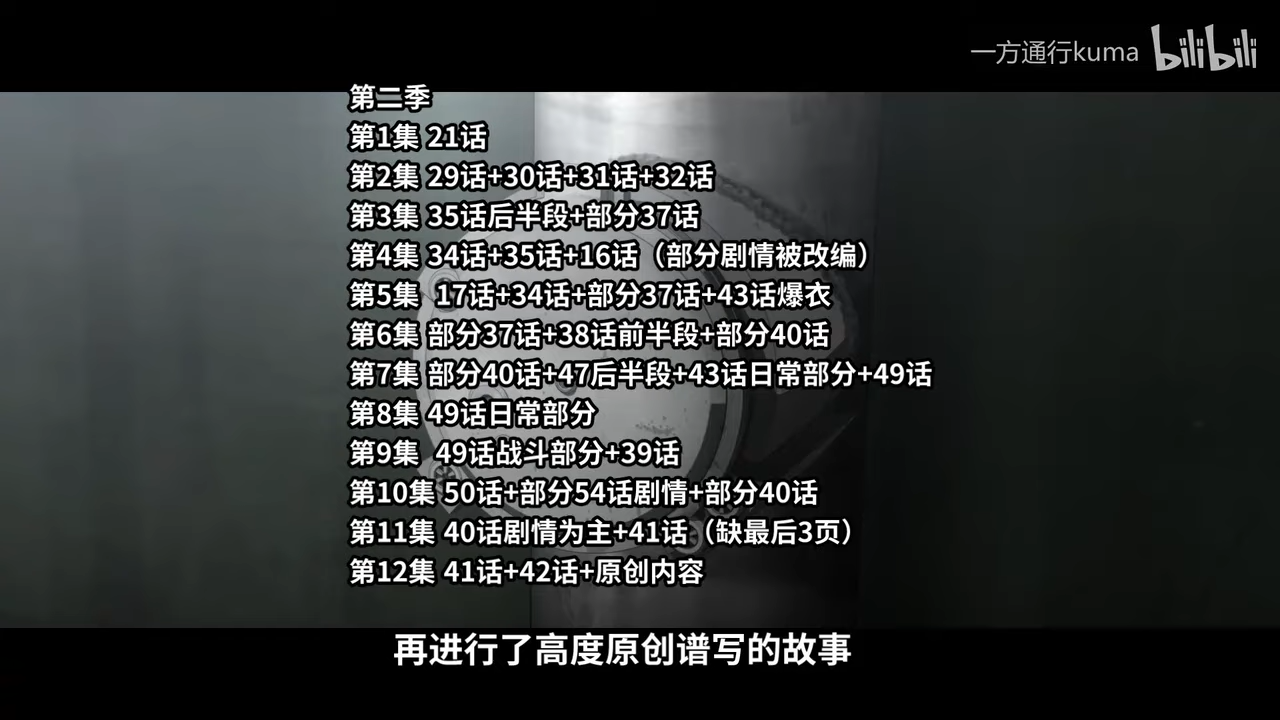 一方通行kuma bilibili
第二季
第1集 21话
第2集 29话+30话+31话+32话
第3集 35话后半段+部分37话
第4集 34话+35话+16话（部分剧情被改编）
第5集 17话+34话+部分37话+43话爆衣
第6集 部分37话+38话前半段+部分40话
第7集 部分40话+47后半段+43话日常部分+49话
第8集 49话日常部分
第9集 49话战斗部分+39话
第10集 50话+部分54话剧情+部分40话
第11集 40话剧情为主+41话（缺最后3页）
第12集 41话+42话+原创内容
再进行了高度原创谱写的故事